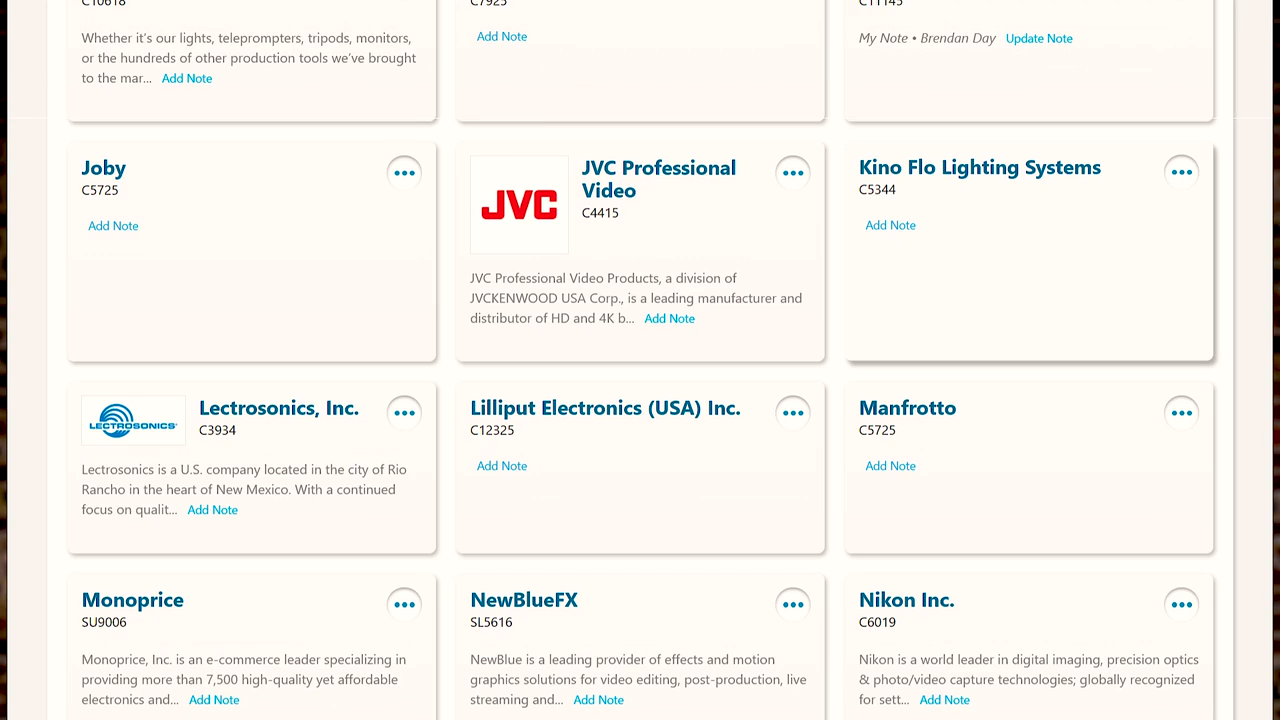 C10618
Whether it's our lights, teleprompters, tripods, monitors,
or the hundreds of other production tools we've brought
to the mar... Add Note
C7925
Add Note
C11145
My Note • Brendan Day Update Note
Joby
C5725
Add Note
JVC
JVC Professional
Video
C4415
JVC Professional Video Products, a division of
JVCKENWOOD USA Corp., is a leading manufacturer and
distributor of HD and 4K b... Add Note
Kino Flo Lighting Systems
C5344
Add Note
LECTROSONICS
Lectrosonics, Inc.
C3934
Lectrosonics is a U.S. company located in the city of Rio
Rancho in the heart of New Mexico. With a continued
focus on qualit... Add Note
Lilliput Electronics (USA) Inc.
C12325
Add Note
Manfrotto
C5725
Add Note
Monoprice
SU9006
Monoprice, Inc. is an e-commerce leader specializing in
providing more than 7,500 high-quality yet affordable
electronics and... Add Note
NewBlueFX
SL5616
NewBlue is a leading provider of effects and motion
graphics solutions for video editing, post-production, live
streaming and... Add Note
Nikon Inc.
C6019
Nikon is a world leader in digital imaging, precision optics
& photo/video capture technologies; globally recognized
for sett... Add Note